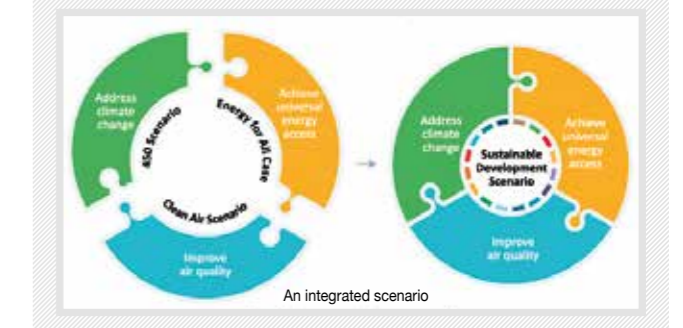 Address
climate
change
450 Scenario
Energy for All Case
Achieve
universal
energy
access
Clean Air Scenario
Improve
air quality
Address
climate
change
Achieve
universal
energy
access
Sustainable
Development
Scenario
Improve
air quality
An integrated scenario